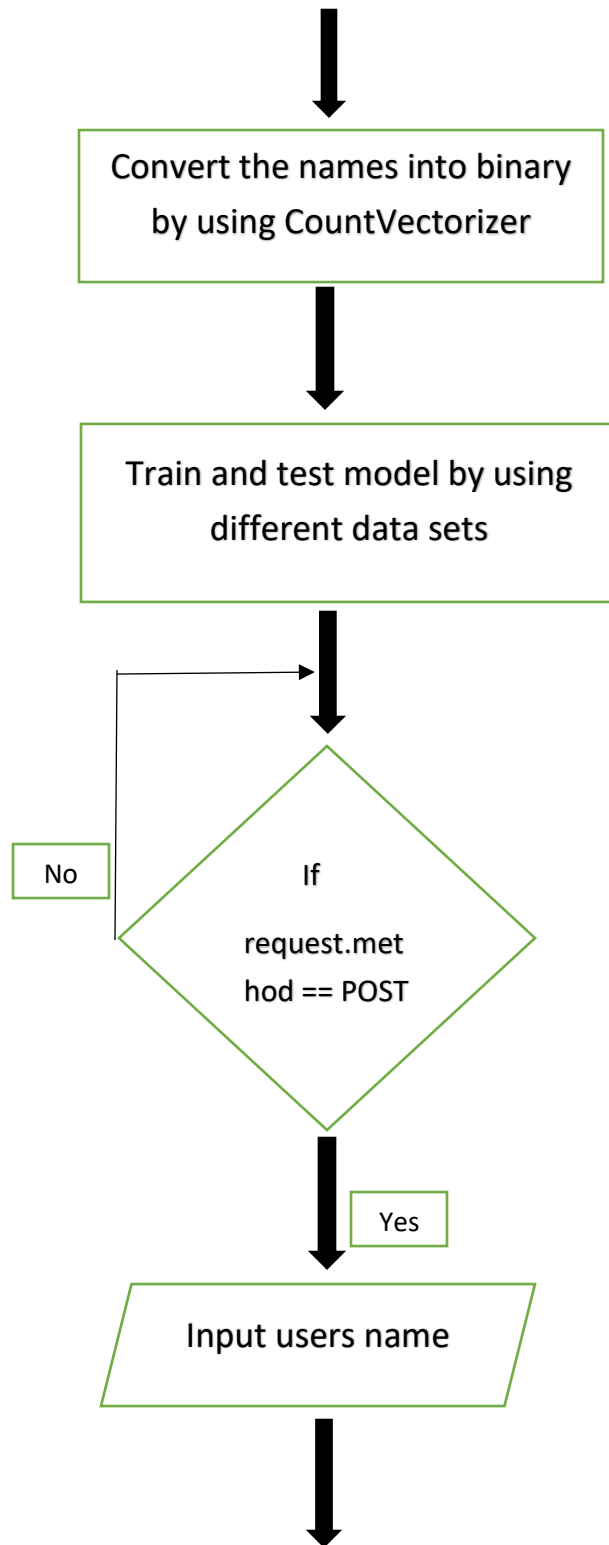 Convert the names into binary
by using CountVectorizer
Train and test model by using
different data sets
No
If
request.met
hod == POST
Yes
Input users name